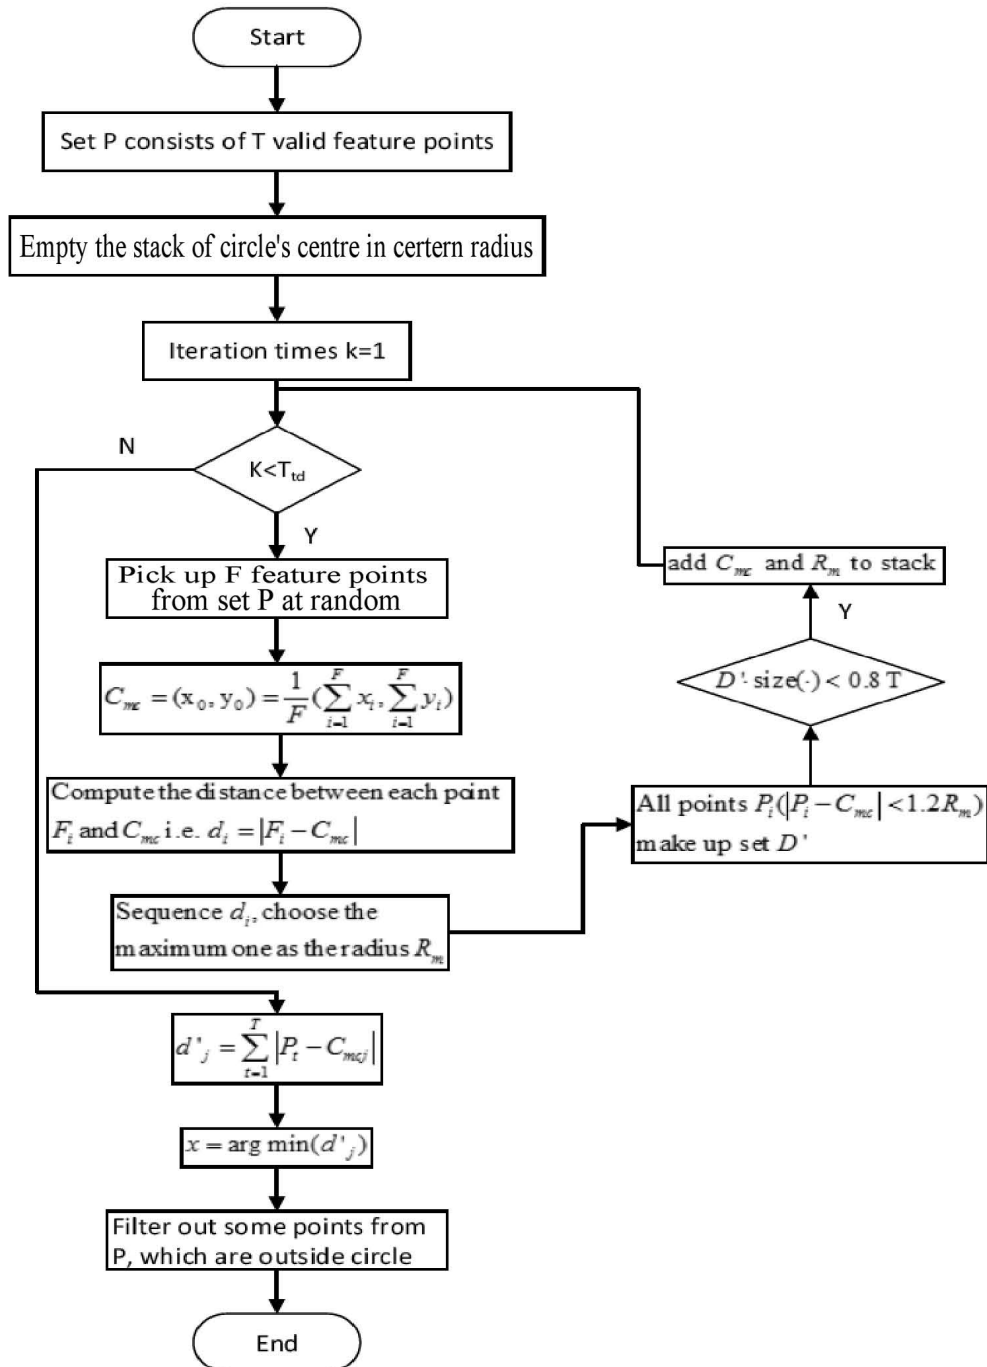 Start
Set P consists of T valid feature points
Empty the stack of circle's centre in certern radius
Iteration times k=1
N
K<T_td
Y
Pick up F feature points
from set P at random
C_mc = (x_0, y_0) = 1/F (∑_{i=1}^{F} x_i, ∑_{i=1}^{F} y_i)
Compute the distance between each point
F_i and C_mc i.e. d_i = |F_i − C_mc|
Sequence d_i, choose the
maximum one as the radius R_m
All points P_i(|P_i − C_mc| < 1.2R_m)
make up set D'
D'·size(·) < 0.8 T
Y
add C_mc and R_m to stack
d'_j = ∑_{t=1}^{T} |P_t − C_mcj|
x = arg min(d'_j)
Filter out some points from
P, which are outside circle
End